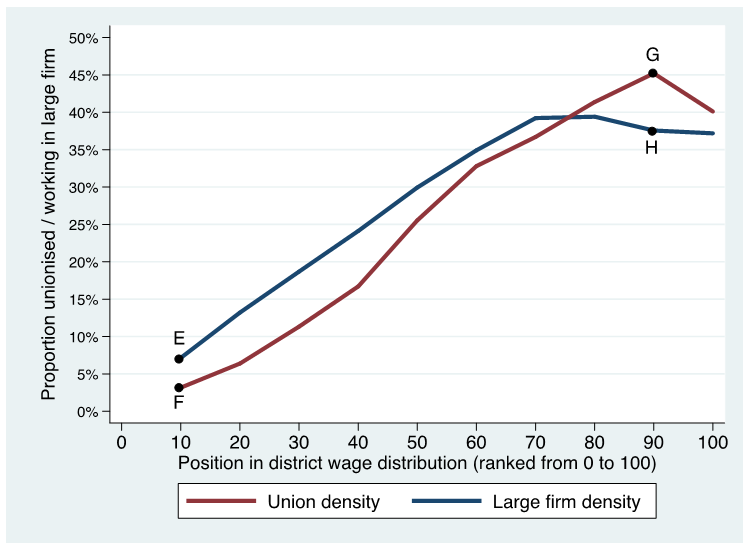 Proportion unionised / working in large firm
50%
45%
40%
35%
30%
25%
20%
15%
10%
5%
0%
G
H
E
F
0 10 20 30 40 50 60 70 80 90 100
Position in district wage distribution (ranked from 0 to 100)
Union density Large firm density